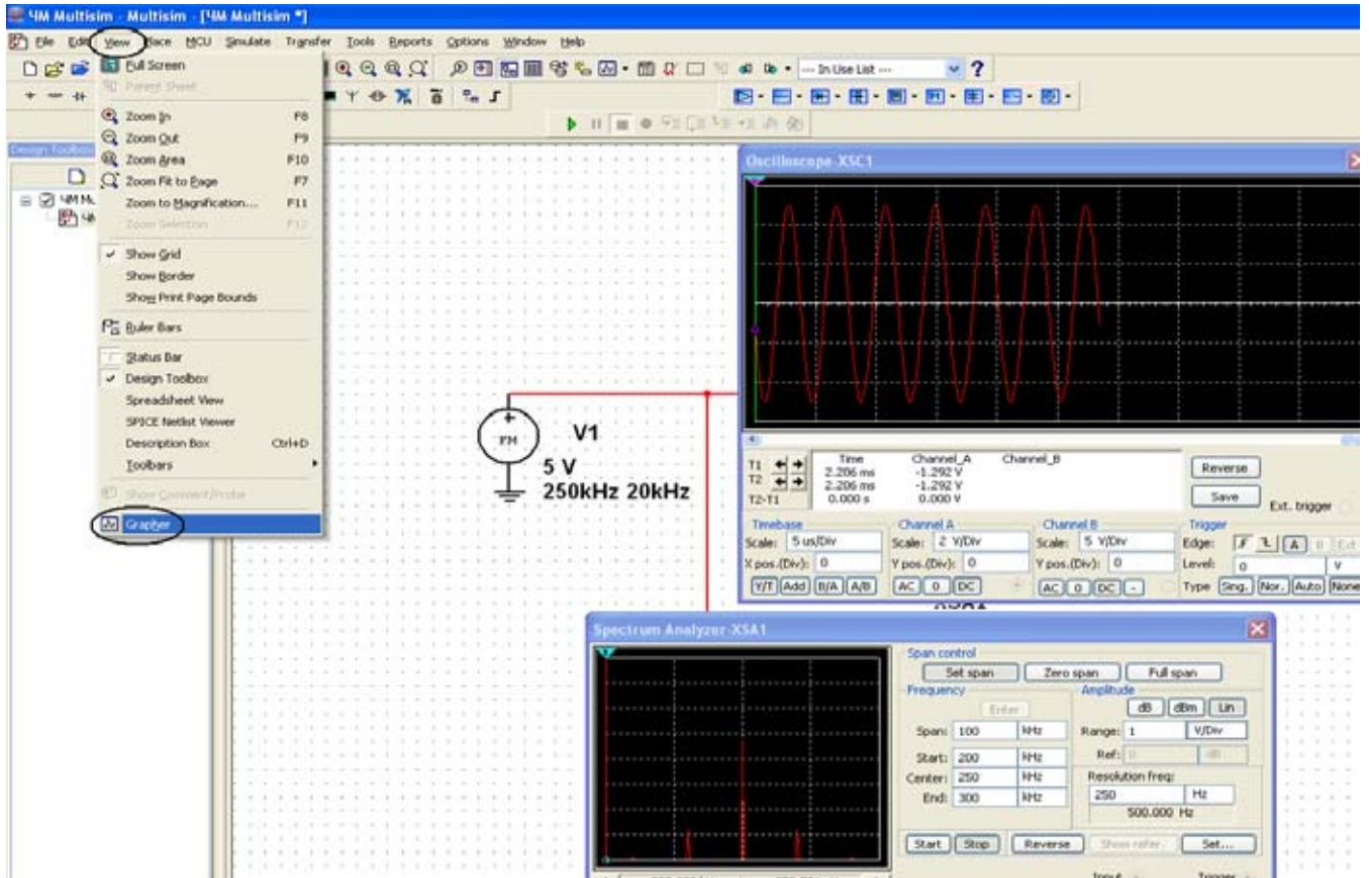 ЧМ Multisim - Multisim - [ЧМ Multisim *]
File Edit View Place MCU Simulate Transfer Tools Reports Options Window Help
Full Screen
Parent Sheet
Zoom In F8
Zoom Out F9
Zoom Area F10
Zoom Fit to Page F7
Zoom to Magnification... F11
Zoom Selection F12
Show Grid
Show Border
Show Print Page Bounds
Ruler Bars
Status Bar
Design Toolbox
Spreadsheet View
SPICE Netlist Viewer
Description Box Ctrl+D
Toolbars
Show Comment/Probe
Grapher
--- In Use List ---
Design Toolbox
ЧМ Mu
ЧМ
FM
V1
5 V
250kHz 20kHz
Oscilloscope-XSC1
Time Channel_A Channel_B
T1 2.206 ms -1.292 V
T2 2.206 ms -1.292 V
T2-T1 0.000 s 0.000 V
Reverse
Save
Ext. trigger
Timebase
Scale: 5 us/Div
X pos.(Div): 0
Y/T Add B/A A/B
Channel A
Scale: 2 V/Div
Y pos.(Div): 0
AC 0 DC
Channel B
Scale: 5 V/Div
Y pos.(Div): 0
AC 0 DC -
Trigger
Edge: A B Ext
Level: 0 V
Type Sing. Nor. Auto None
XSA1
Spectrum Analyzer-XSA1
Span control
Set span Zero span Full span
Frequency
Enter
Span: 100 kHz
Start: 200 kHz
Center: 250 kHz
End: 300 kHz
Amplitude
dB dBm Lin
Range: 1 V/Div
Ref: 0 dB
Resolution freq:
250 Hz
500.000 Hz
Start Stop Reverse Show refer. Set...
Input Trigger